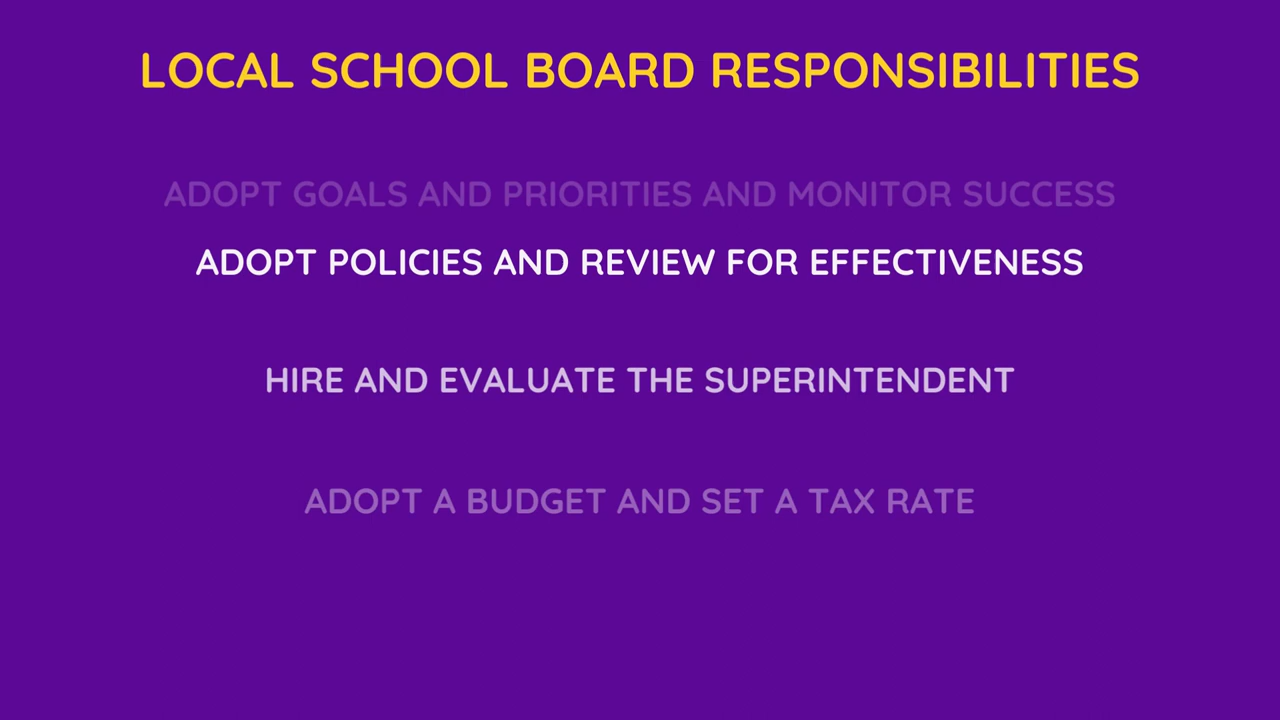 LOCAL SCHOOL BOARD RESPONSIBILITIES
ADOPT GOALS AND PRIORITIES AND MONITOR SUCCESS
ADOPT POLICIES AND REVIEW FOR EFFECTIVENESS
HIRE AND EVALUATE THE SUPERINTENDENT
ADOPT A BUDGET AND SET A TAX RATE